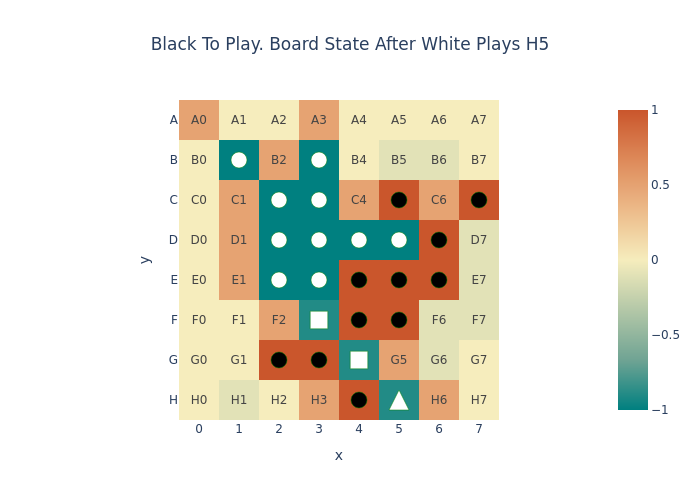 Black To Play. Board State After White Plays H5
A A0 A1 A2 A3 A4 A5 A6 A7
B B0 B2 B4 B5 B6 B7
C C0 C1 C4 C6
D D0 D1 D7
E E0 E1 E7
F F0 F1 F2 F6 F7
G G0 G1 G5 G6 G7
H H0 H1 H2 H3 H6 H7
0 1 2 3 4 5 6 7
x
y
1
0.5
0
−0.5
−1